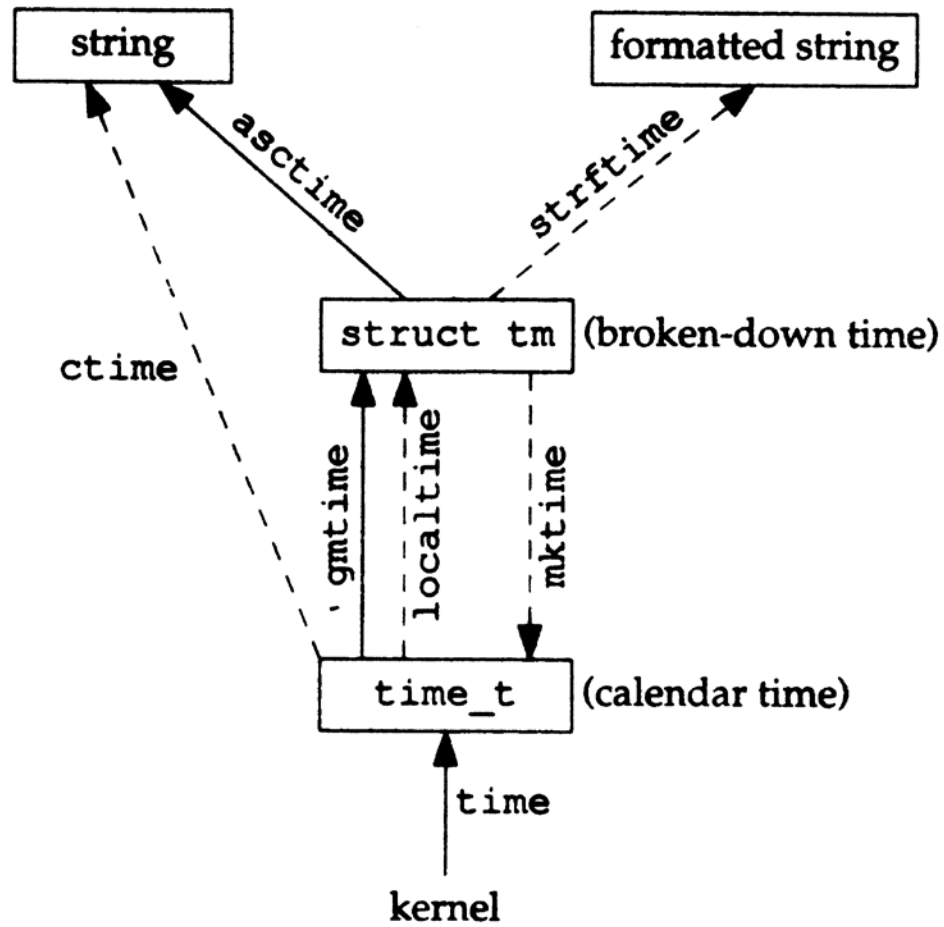 string
formatted string
asctime
strftime
struct tm (broken-down time)
ctime
gmtime
localtime
mktime
time_t (calendar time)
time
kernel